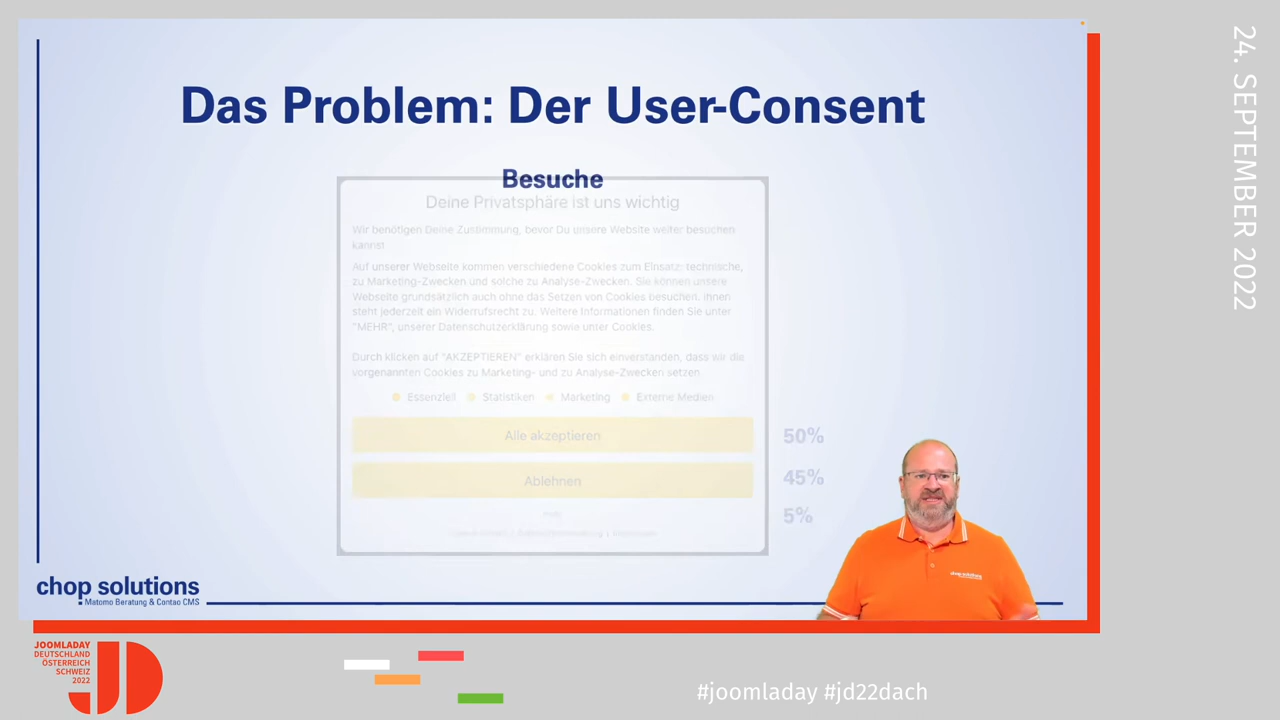 Das Problem: Der User-Consent
Besuche
Deine Privatsphäre ist uns wichtig
Wir benötigen Deine Zustimmung, bevor Du unsere Website weiter besuchen
kannst
Auf unserer Webseite kommen verschiedene Cookies zum Einsatz: technische,
zu Marketing-Zwecken und solche zu Analyse-Zwecken. Sie können unsere
Webseite grundsätzlich auch ohne das Setzen von Cookies besuchen. Ihnen
steht jederzeit ein Widerrufsrecht zu. Weitere Informationen finden Sie unter
"MEHR", unserer Datenschutzerklärung sowie unter Cookies.
Durch klicken auf "AKZEPTIEREN" erklären Sie sich einverstanden, dass wir die
vorgenannten Cookies zu Marketing- und zu Analyse-Zwecken setzen.
Essenziell Statistiken Marketing Externe Medien
Alle akzeptieren
50%
Ablehnen
45%
5%
chop solutions
Matomo Beratung & Contao CMS
chop solutions
24. SEPTEMBER 2022
JOOMLADAY
DEUTSCHLAND
ÖSTERREICH
SCHWEIZ
2022
JD
#joomladay #jd22dach